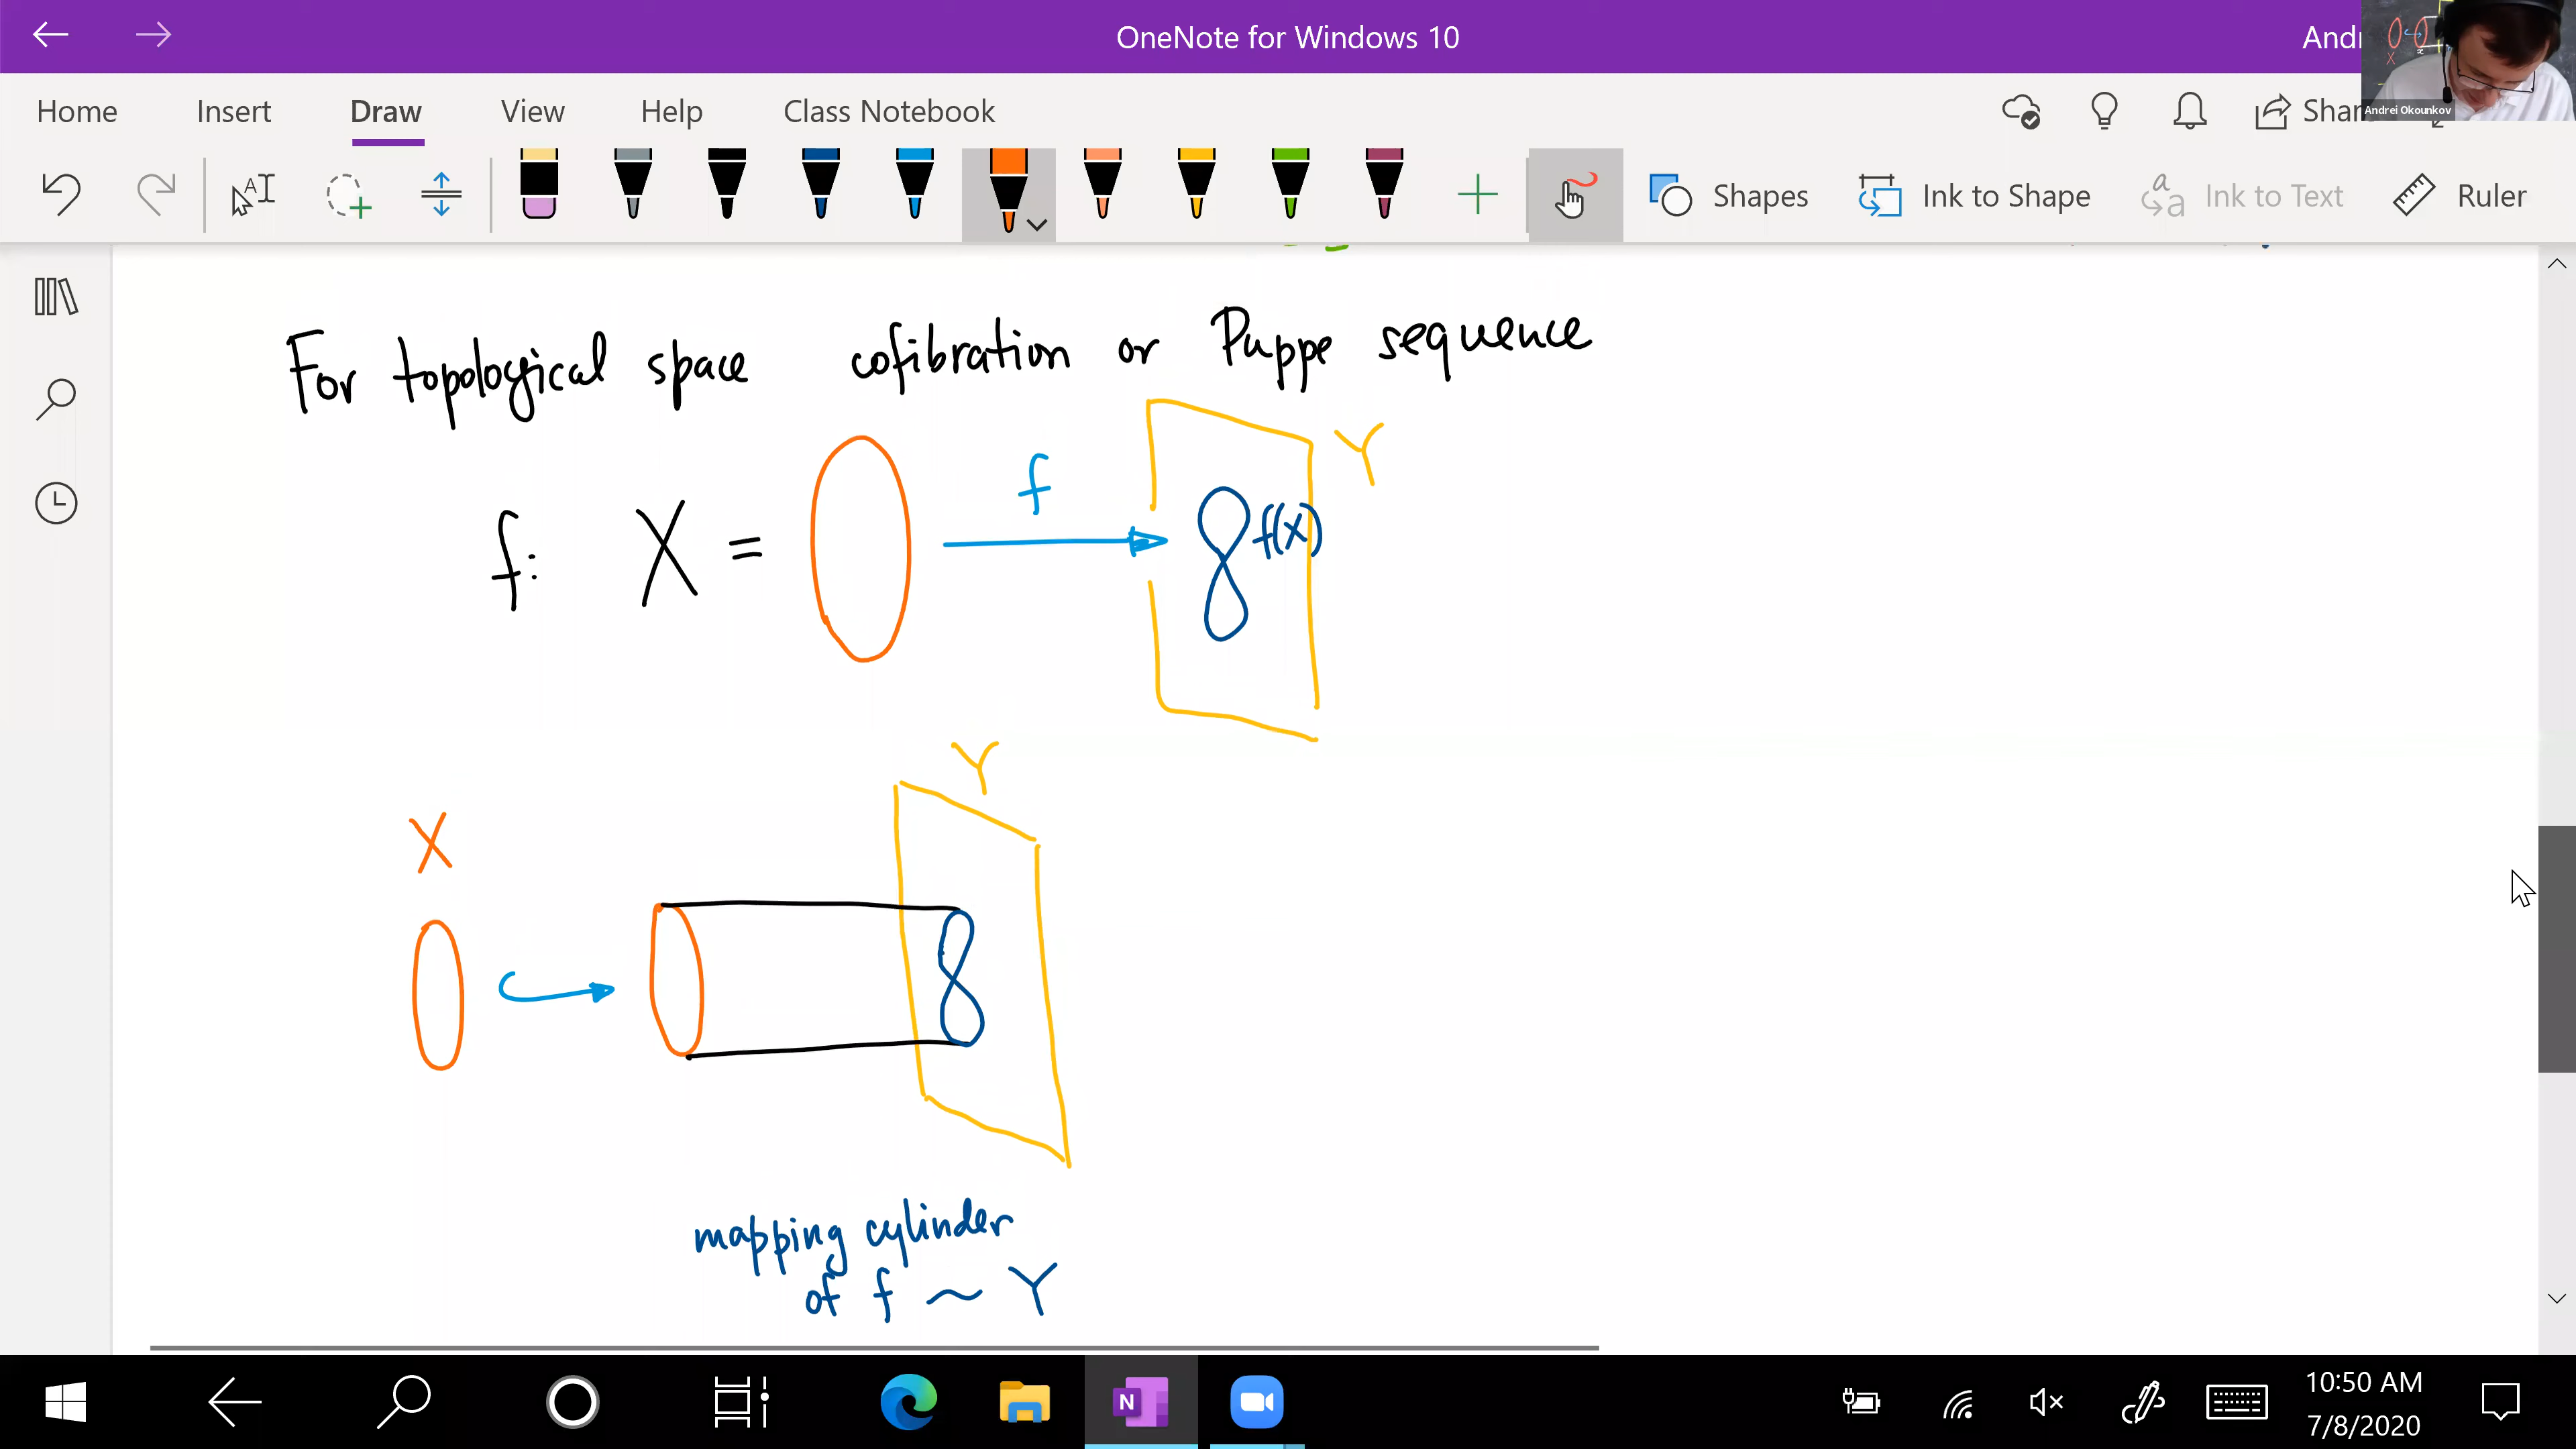 OneNote for Windows 10
Andr
Andrei Okounkov
Home Insert Draw View Help Class Notebook
Shapes Ink to Shape Ink to Text Ruler
For topological space cofibration or Puppe sequence
f: X = f f(X) Y
Y
X
mapping cylinder
of f ~ Y
10:50 AM
7/8/2020